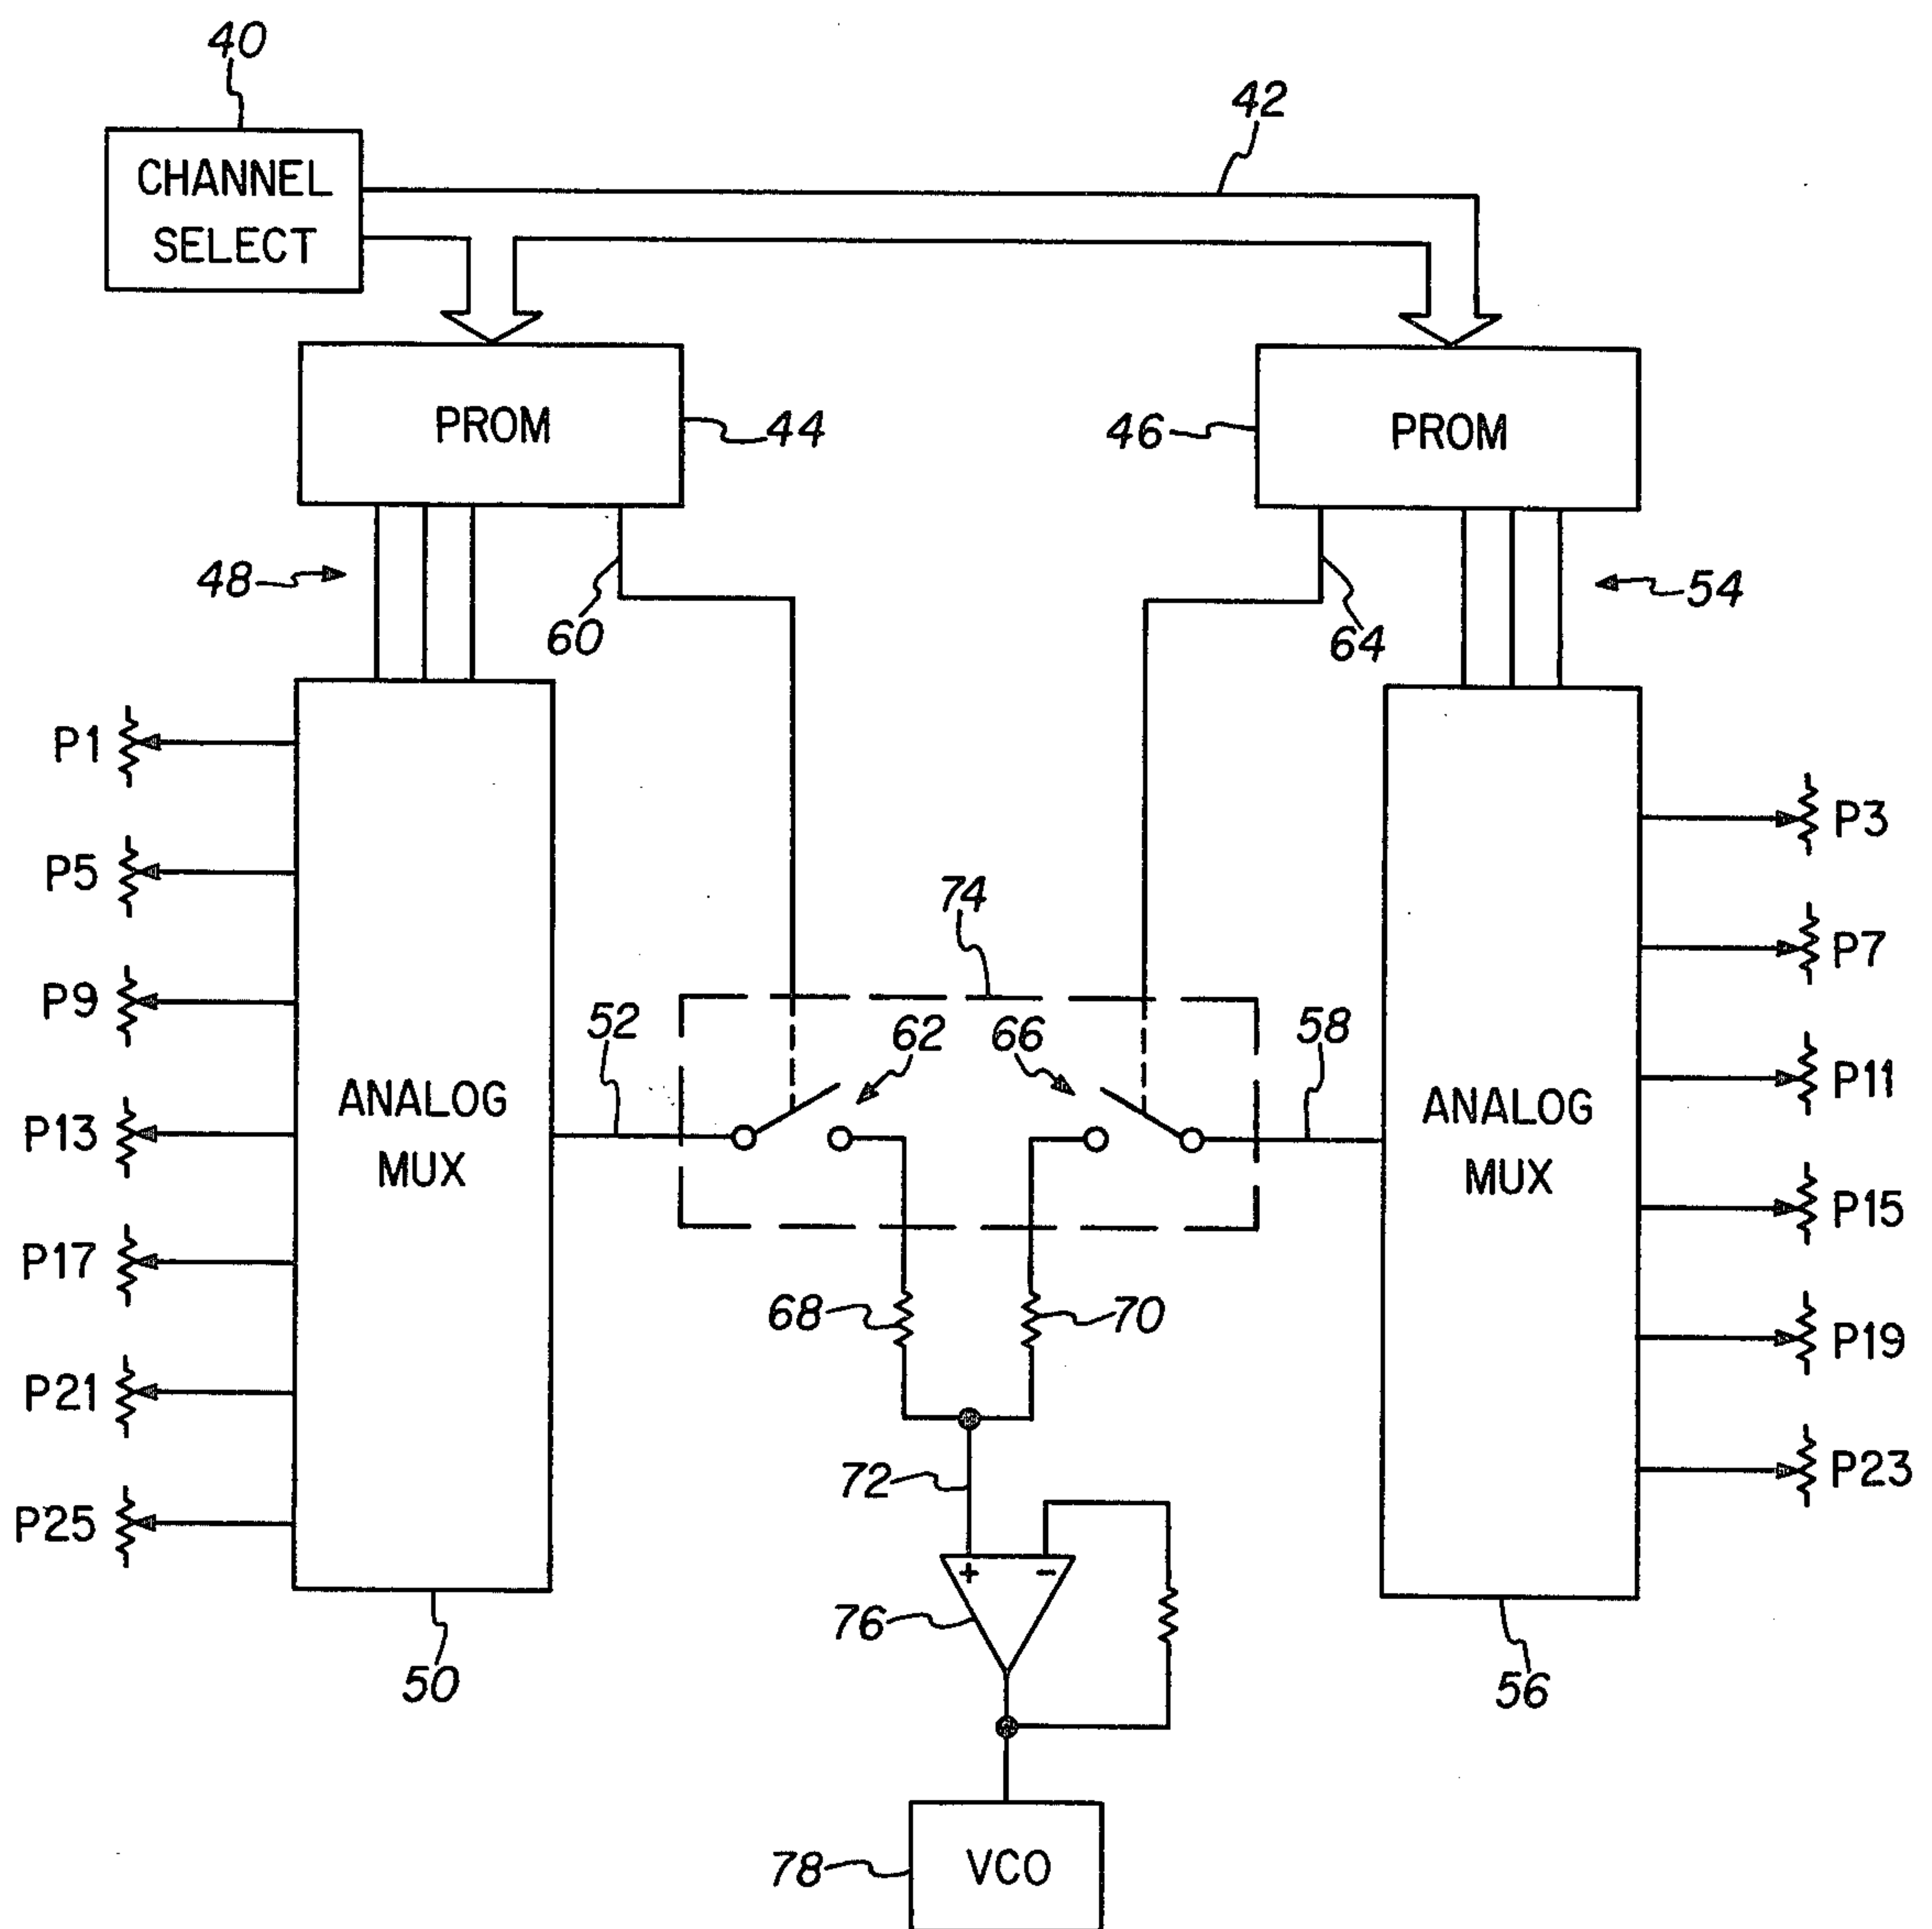 40
42
CHANNEL
SELECT
PROM
44
46
PROM
48
60
64
54
P1
P3
P5
74
P7
P9
52
62
66
58
P11
ANALOG
MUX
ANALOG
MUX
P13
P15
P17
68
70
P19
P21
P23
72
P25
+ −
76
50
56
78
VCO